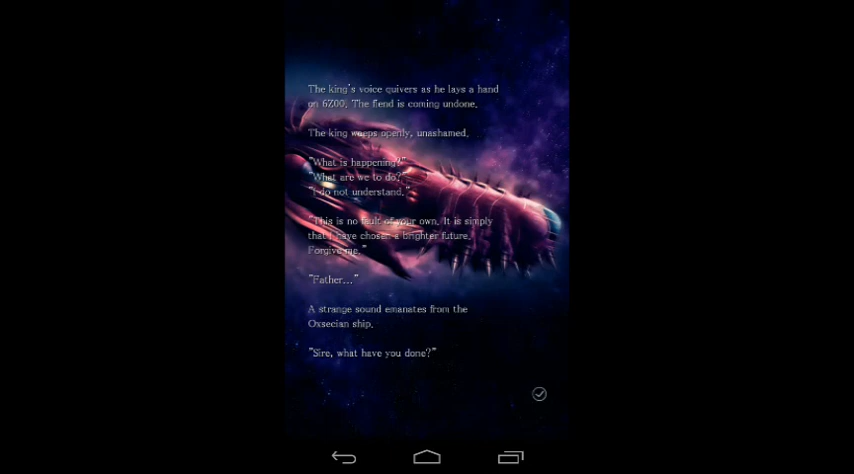 The king's voice quivers as he lays a hand
on 6Z00. The fiend is coming undone.
The king weeps openly, unashamed.
"What is happening?"
"What are we to do?"
"I do not understand."
"This is no fault of your own. It is simply
that I have chosen a brighter future.
Forgive me."
"Father..."
A strange sound emanates from the
Oxsecian ship.
"Sire, what have you done?"